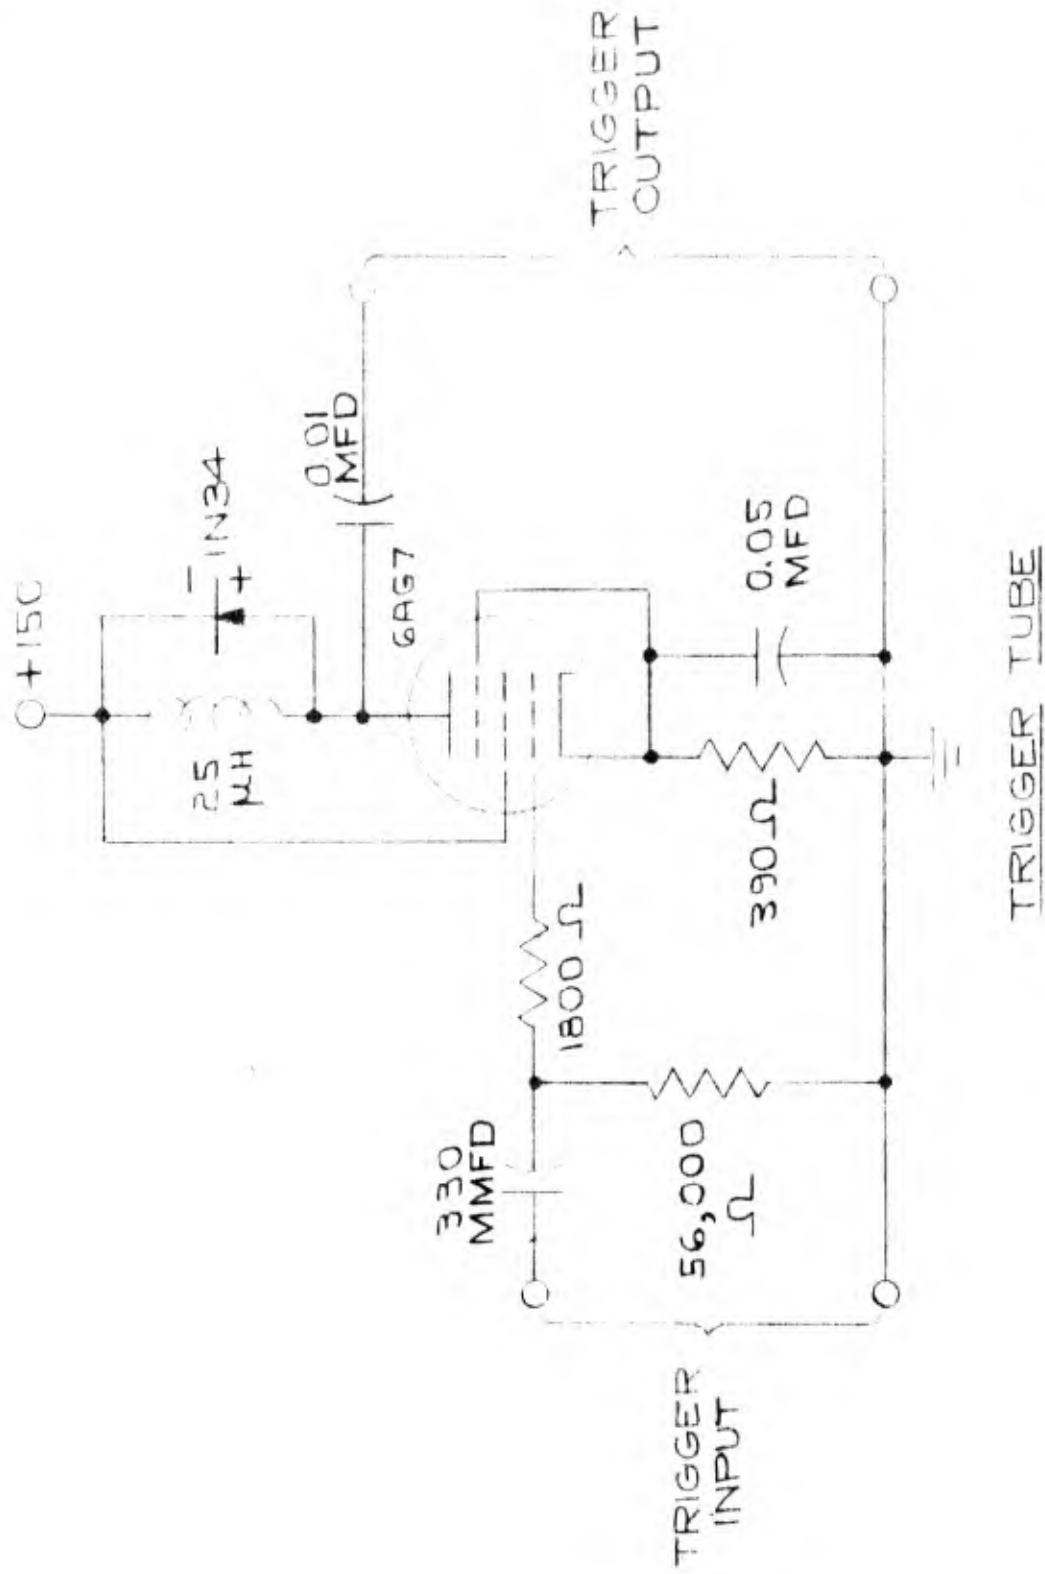 +150
25
µH
− IN34
+
0.01
MFD
6AG7
330
MMFD
1800 Ω
56,000
Ω
390 Ω
0.05
MFD
TRIGGER
INPUT
TRIGGER
OUTPUT
TRIGGER TUBE